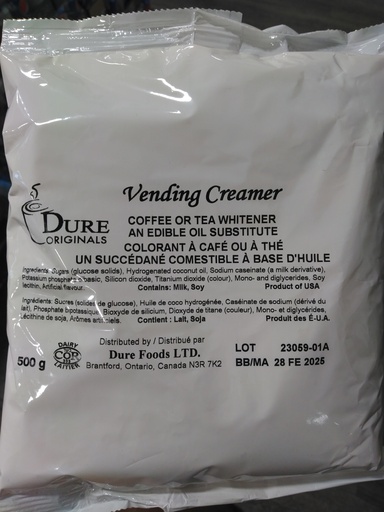 Vending Creamer
DURE
ORIGINALS
COFFEE OR TEA WHITENER
AN EDIBLE OIL SUBSTITUTE
COLORANT À CAFÉ OU À THÉ
UN SUCCÉDANÉ COMESTIBLE À BASE D'HUILE
Ingredients: Sugars (glucose solids), Hydrogenated coconut oil, Sodium caseinate (a milk derivative),
Potassium phosphate dibasic, Silicon dioxide, Titanium dioxide (colour), Mono- and diglycerides, Soy
lecithin, Artificial flavour. Contains: Milk, Soy Product of USA
Ingrédients: Sucres (solides de glucose), Huile de coco hydrogénée, Caséinate de sodium (dérivé du
lait), Phosphate bipotassique, Bioxyde de silicium, Dioxyde de titane (couleur), Mono- et diglycérides,
Lécithine de soja, Arômes artificiels. Contient : Lait, Soja Produit des É-U.A.
500 g
DAIRY
COR
LAITIER
Distributed by / Distribué par
Dure Foods LTD.
Brantford, Ontario, Canada N3R 7K2
LOT 23059-01A
BB/MA 28 FE 2025